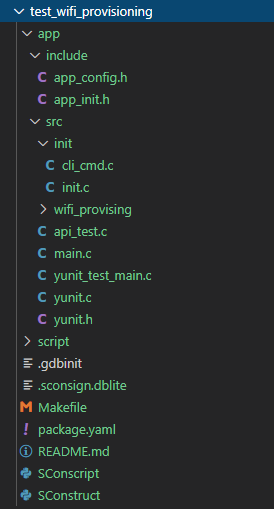 test_wifi_provisioning
app
include
app_config.h
app_init.h
src
init
cli_cmd.c
init.c
wifi_provising
api_test.c
main.c
yunit_test_main.c
yunit.c
yunit.h
script
.gdbinit
.sconsign.dblite
Makefile
package.yaml
README.md
SConscript
SConstruct